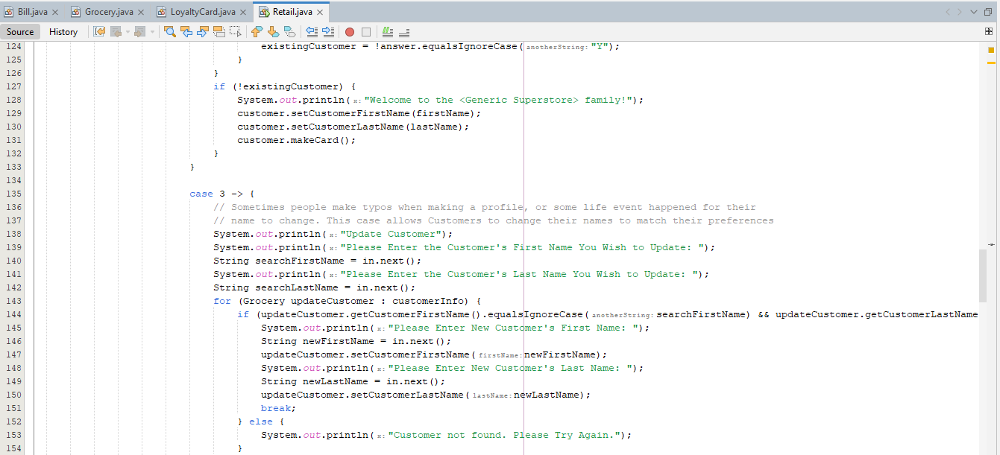 Bill.java × Grocery.java × LoyaltyCard.java × Retail.java ×
Source History
124 existingCustomer = !answer.equalsIgnoreCase( anotherString: "Y");
125 }
126 }
127 if (!existingCustomer) {
128 System.out.println( x: "Welcome to the <Generic Superstore> family!");
129 customer.setCustomerFirstName(firstName);
130 customer.setCustomerLastName(lastName);
131 customer.makeCard();
132 }
133 }
134
135 case 3 -> {
136 // Sometimes people make typos when making a profile, or some life event happened for their
137 // name to change. This case allows Customers to change their names to match their preferences
138 System.out.println( x: "Update Customer");
139 System.out.println( x: "Please Enter the Customer's First Name You Wish to Update: ");
140 String searchFirstName = in.next();
141 System.out.println( x: "Please Enter the Customer's Last Name You Wish to Update: ");
142 String searchLastName = in.next();
143 for (Grocery updateCustomer : customerInfo) {
144 if (updateCustomer.getCustomerFirstName().equalsIgnoreCase( anotherString: searchFirstName) && updateCustomer.getCustomerLastName
145 System.out.println( x: "Please Enter New Customer's First Name: ");
146 String newFirstName = in.next();
147 updateCustomer.setCustomerFirstName( firstName: newFirstName);
148 System.out.println( x: "Please Enter New Customer's Last Name: ");
149 String newLastName = in.next();
150 updateCustomer.setCustomerLastName( lastName: newLastName);
151 break;
152 } else {
153 System.out.println( x: "Customer not found. Please Try Again.");
154 }